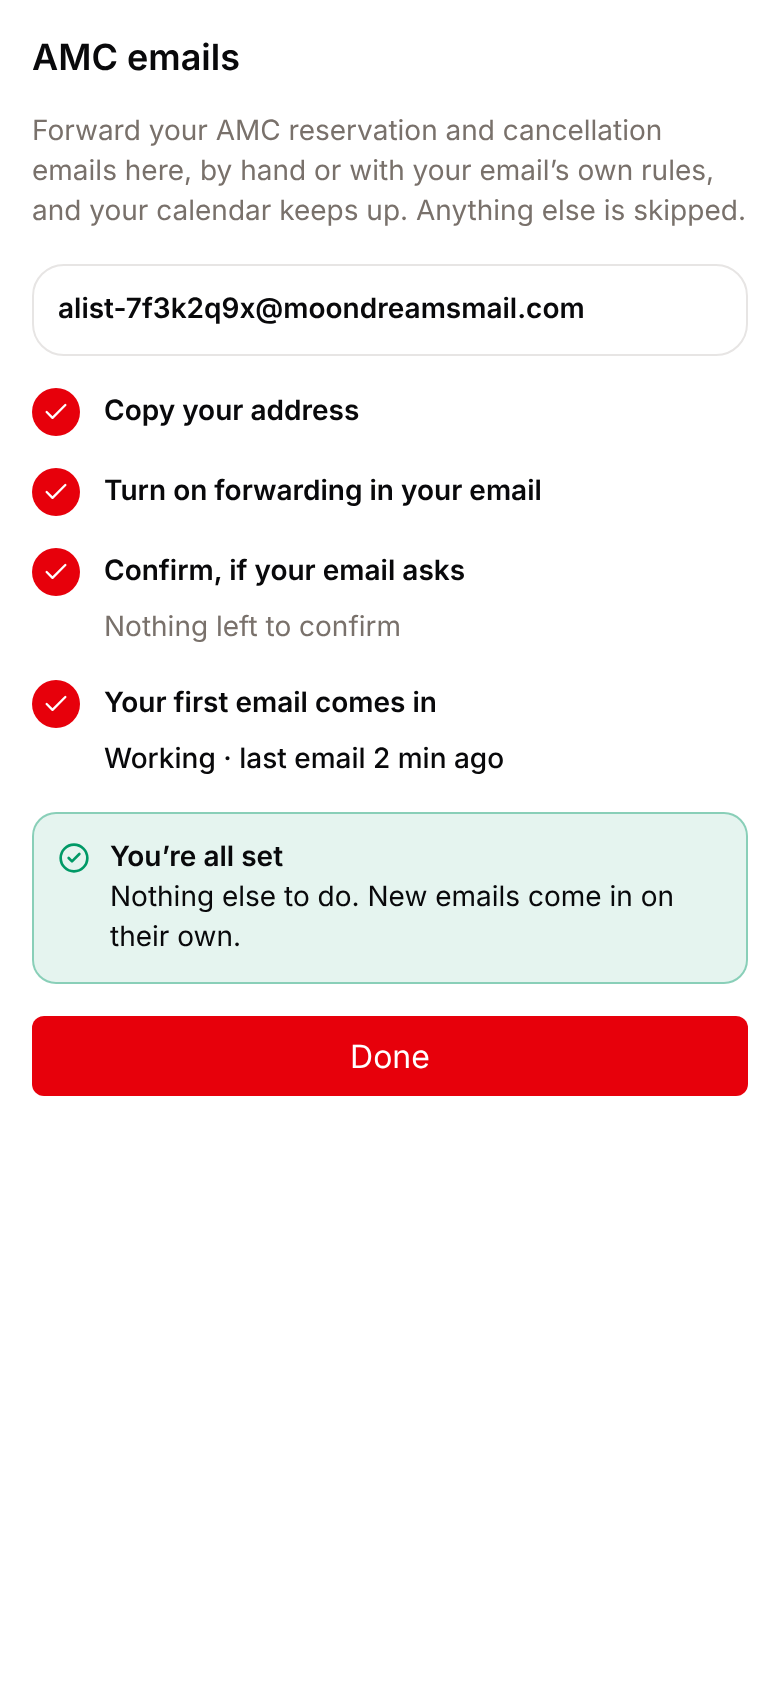 AMC emails
Forward your AMC reservation and cancellation
emails here, by hand or with your email’s own rules,
and your calendar keeps up. Anything else is skipped.
alist-7f3k2q9x@moondreamsmail.com
Copy your address
Turn on forwarding in your email
Confirm, if your email asks
Nothing left to confirm
Your first email comes in
Working · last email 2 min ago
You’re all set
Nothing else to do. New emails come in on
their own.
Done